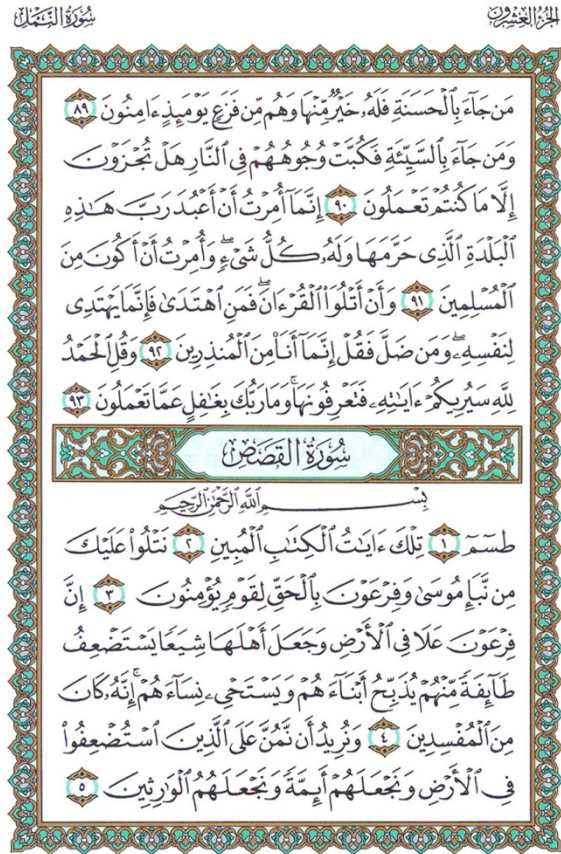 الجزء العشرون
سورة النمل
مَن جَآءَ بِٱلْحَسَنَةِ فَلَهُۥ خَيْرٌ مِّنْهَا وَهُم مِّن فَزَعٍ يَوْمَئِذٍ ءَامِنُونَ ٨٩
وَمَن جَآءَ بِٱلسَّيِّئَةِ فَكُبَّتْ وُجُوهُهُمْ فِى ٱلنَّارِ هَلْ تُجْزَوْنَ
إِلَّا مَا كُنتُمْ تَعْمَلُونَ ٩٠ إِنَّمَآ أُمِرْتُ أَنْ أَعْبُدَ رَبَّ هَٰذِهِ
ٱلْبَلْدَةِ ٱلَّذِى حَرَّمَهَا وَلَهُۥ كُلُّ شَىْءٍۖ وَأُمِرْتُ أَنْ أَكُونَ مِنَ
ٱلْمُسْلِمِينَ ٩١ وَأَنْ أَتْلُوَا۟ ٱلْقُرْءَانَۖ فَمَنِ ٱهْتَدَىٰ فَإِنَّمَا يَهْتَدِى
لِنَفْسِهِۦۖ وَمَن ضَلَّ فَقُلْ إِنَّمَآ أَنَا۠ مِنَ ٱلْمُنذِرِينَ ٩٢ وَقُلِ ٱلْحَمْدُ
لِلَّهِ سَيُرِيكُمْ ءَايَٰتِهِۦ فَتَعْرِفُونَهَاۚ وَمَا رَبُّكَ بِغَٰفِلٍ عَمَّا تَعْمَلُونَ ٩٣
سُورَةُ القَصَصِ
بِسْمِ ٱللَّهِ ٱلرَّحْمَٰنِ ٱلرَّحِيمِ
طسٓمٓ ١ تِلْكَ ءَايَٰتُ ٱلْكِتَٰبِ ٱلْمُبِينِ ٢ نَتْلُوا۟ عَلَيْكَ
مِن نَّبَإِ مُوسَىٰ وَفِرْعَوْنَ بِٱلْحَقِّ لِقَوْمٍ يُؤْمِنُونَ ٣ إِنَّ
فِرْعَوْنَ عَلَا فِى ٱلْأَرْضِ وَجَعَلَ أَهْلَهَا شِيَعًا يَسْتَضْعِفُ
طَآئِفَةً مِّنْهُمْ يُذَبِّحُ أَبْنَآءَهُمْ وَيَسْتَحْىِۦ نِسَآءَهُمْۚ إِنَّهُۥ كَانَ
مِنَ ٱلْمُفْسِدِينَ ٤ وَنُرِيدُ أَن نَّمُنَّ عَلَى ٱلَّذِينَ ٱسْتُضْعِفُوا۟
فِى ٱلْأَرْضِ وَنَجْعَلَهُمْ أَئِمَّةً وَنَجْعَلَهُمُ ٱلْوَٰرِثِينَ ٥